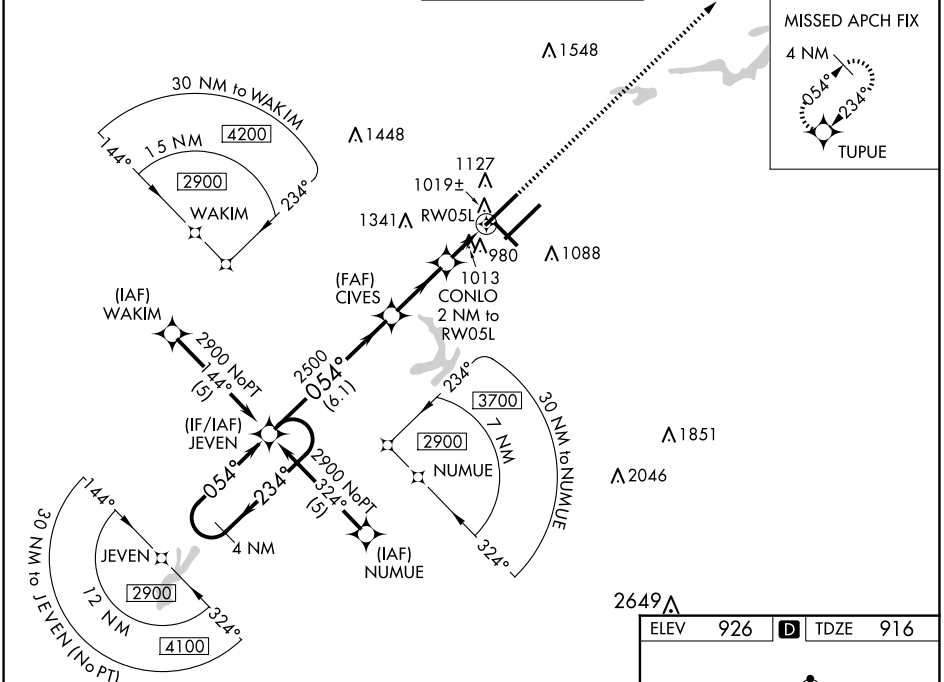 MISSED APCH FIX
4 NM
054°
234°
TUPUE
1548
30 NM to WAKIM
4200
1448
144°
15 NM
2900
234°
WAKIM
1127
1019±
1341
RW05L
980
1088
1013
(FAF)
CIVES
CONLO
2 NM to
RW05L
(IAF)
WAKIM
2900 NoPT
144°
(5)
2500
054°
(6.1)
234°
3700
30 NM to NUMUE
7 NM
2900
NUMUE
324°
(IF/IAF)
JEVEN
1851
2046
054°
234°
2900 NoPT
324°
(5)
4 NM
(IAF)
NUMUE
144°
30 NM to JEVEN (No PT)
JEVEN
2900
12 NM
324°
4100
2649
ELEV 926 D TDZE 916